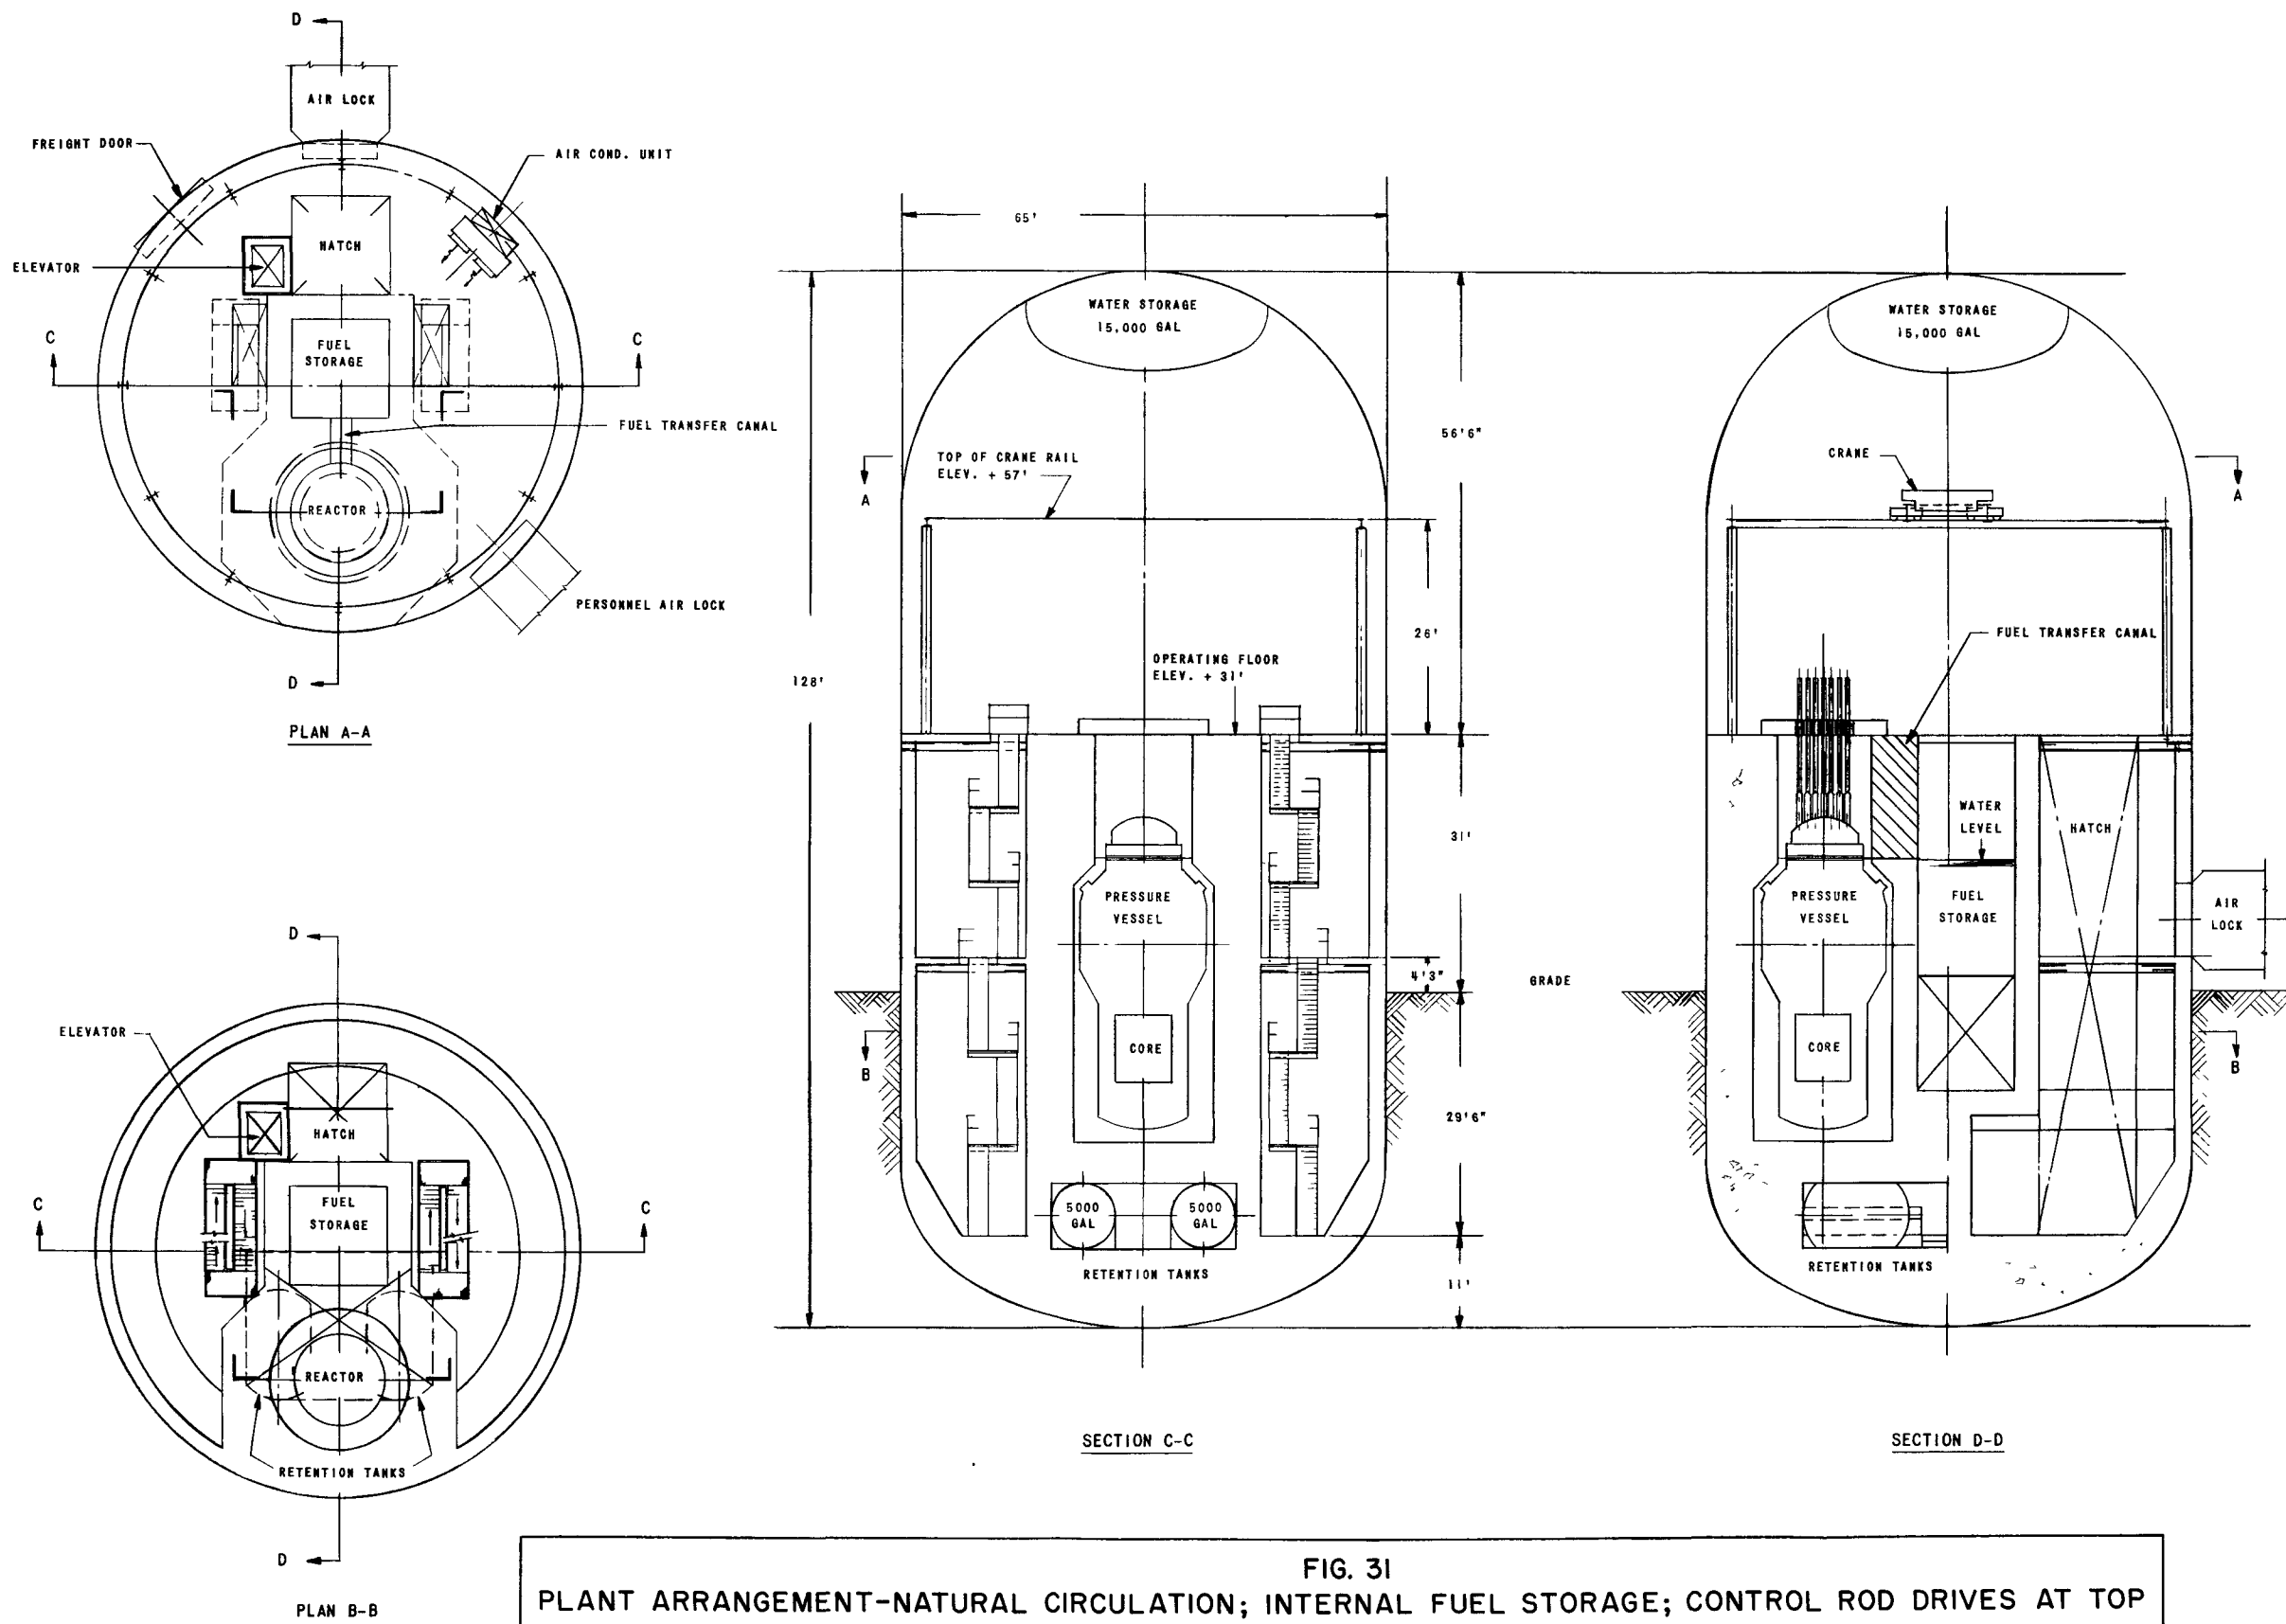 D
AIR LOCK
FREIGHT DOOR
AIR COND. UNIT
HATCH
ELEVATOR
FUEL
STORAGE
C
C
FUEL TRANSFER CANAL
REACTOR
PERSONNEL AIR LOCK
D
PLAN A-A
D
ELEVATOR
HATCH
FUEL
STORAGE
C
C
REACTOR
RETENTION TANKS
D
PLAN B-B
65'
WATER STORAGE
15,000 GAL
56'6"
TOP OF CRANE RAIL
ELEV. + 57'
A
26'
OPERATING FLOOR
ELEV. + 31'
128'
31'
PRESSURE
VESSEL
4'3"
GRADE
CORE
B
29'6"
5000
GAL
5000
GAL
RETENTION TANKS
11'
SECTION C-C
WATER STORAGE
15,000 GAL
CRANE
A
FUEL TRANSFER CANAL
WATER
LEVEL
HATCH
PRESSURE
VESSEL
FUEL
STORAGE
AIR
LOCK
CORE
B
RETENTION TANKS
SECTION D-D
FIG. 31
PLANT ARRANGEMENT-NATURAL CIRCULATION; INTERNAL FUEL STORAGE; CONTROL ROD DRIVES AT TOP